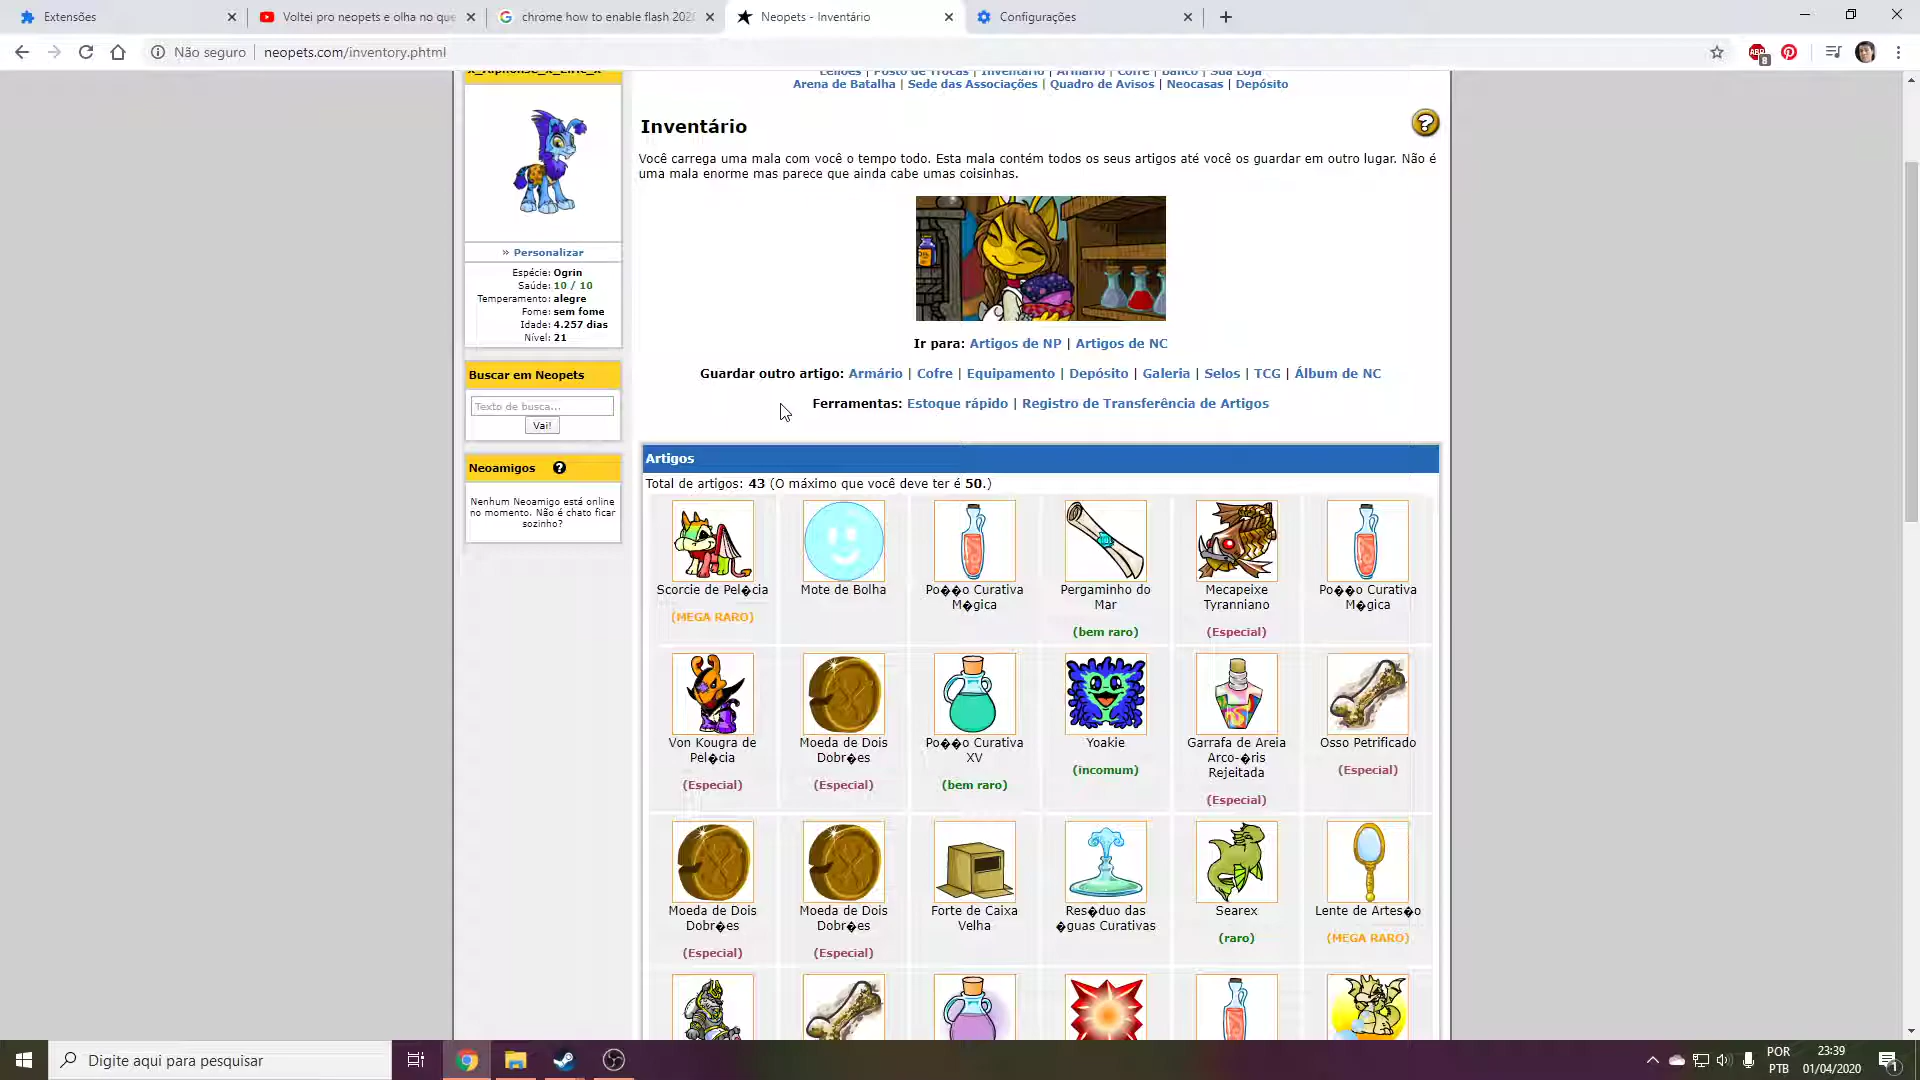 Extensões
Voltei pro neopets e olha no que
chrome how to enable flash 2020
Neopets - Inventário
Configurações
Não seguro | neopets.com/inventory.phtml
x_Alphonse_x_Elric_x
Leilões | Posto de Trocas | Inventário | Armário | Cofre | Banco | Sua Loja
Arena de Batalha | Sede das Associações | Quadro de Avisos | Neocasas | Depósito
» Personalizar
Espécie: Ogrin
Saúde: 10 / 10
Temperamento: alegre
Fome: sem fome
Idade: 4.257 dias
Nível: 21
Buscar em Neopets
Texto de busca...
Vai!
Neoamigos ?
Nenhum Neoamigo está online
no momento. Não é chato ficar
sozinho?
Inventário
Você carrega uma mala com você o tempo todo. Esta mala contém todos os seus artigos até você os guardar em outro lugar. Não é
uma mala enorme mas parece que ainda cabe umas coisinhas.
Ir para: Artigos de NP | Artigos de NC
Guardar outro artigo: Armário | Cofre | Equipamento | Depósito | Galeria | Selos | TCG | Álbum de NC
Ferramentas: Estoque rápido | Registro de Transferência de Artigos
Artigos
Total de artigos: 43 (O máximo que você deve ter é 50.)
Scorcie de Pel�cia
(MEGA RARO)
Mote de Bolha
Po��o Curativa
M�gica
Pergaminho do
Mar
(bem raro)
Mecapeixe
Tyranniano
(Especial)
Po��o Curativa
M�gica
Von Kougra de
Pel�cia
(Especial)
Moeda de Dois
Dobr�es
(Especial)
Po��o Curativa
XV
(bem raro)
Yoakie
(incomum)
Garrafa de Areia
Arco-�ris
Rejeitada
(Especial)
Osso Petrificado
(Especial)
Moeda de Dois
Dobr�es
(Especial)
Moeda de Dois
Dobr�es
(Especial)
Forte de Caixa
Velha
Res�duo das
�guas Curativas
Searex
(raro)
Lente de Artes�o
(MEGA RARO)
Digite aqui para pesquisar
POR
PTB
23:39
01/04/2020